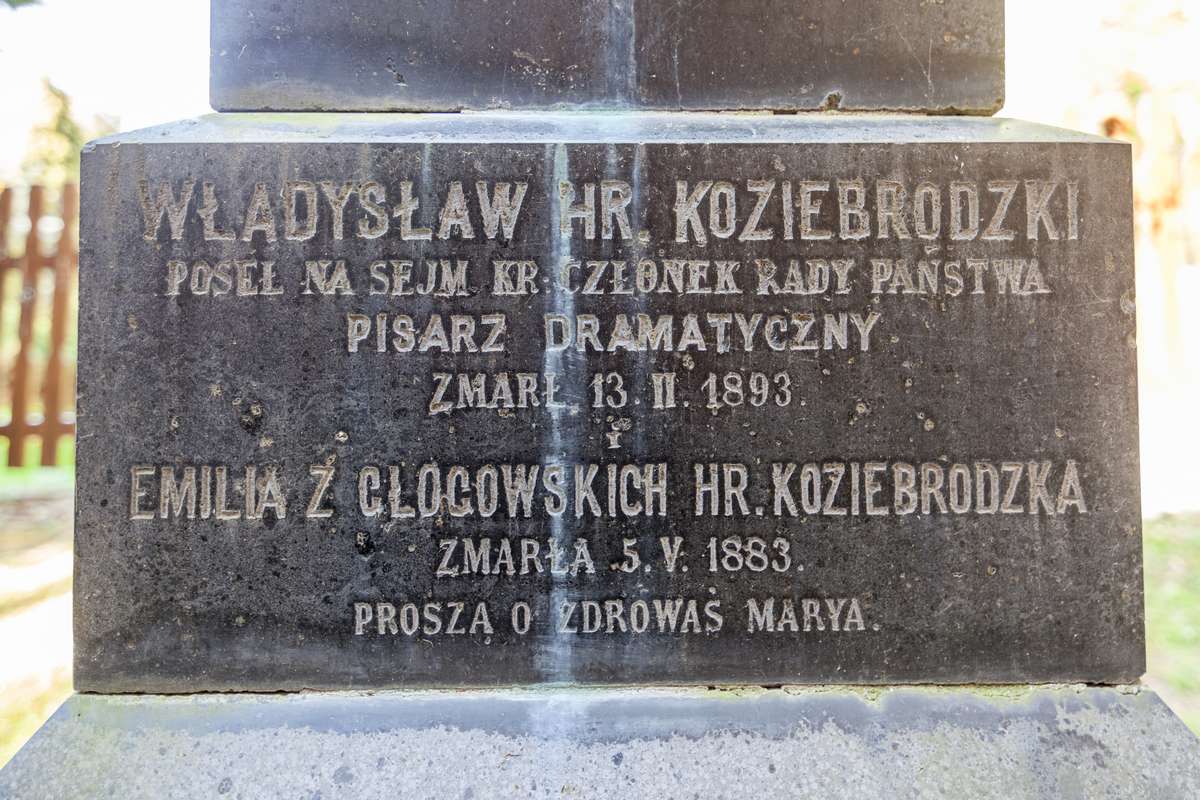 WŁADYSŁAW HR. KOZIEBRODZKI
POSEŁ NA SEJM KR. CZŁONEK RADY PAŃSTWA
PISARZ DRAMATYCZNY
ZMARŁ 13. II. 1893.
I
EMILIA Z GŁOGOWSKICH HR. KOZIEBRODZKA
ZMARŁA 5. V. 1883.
PROSZĄ O ZDROWAŚ MARYA.